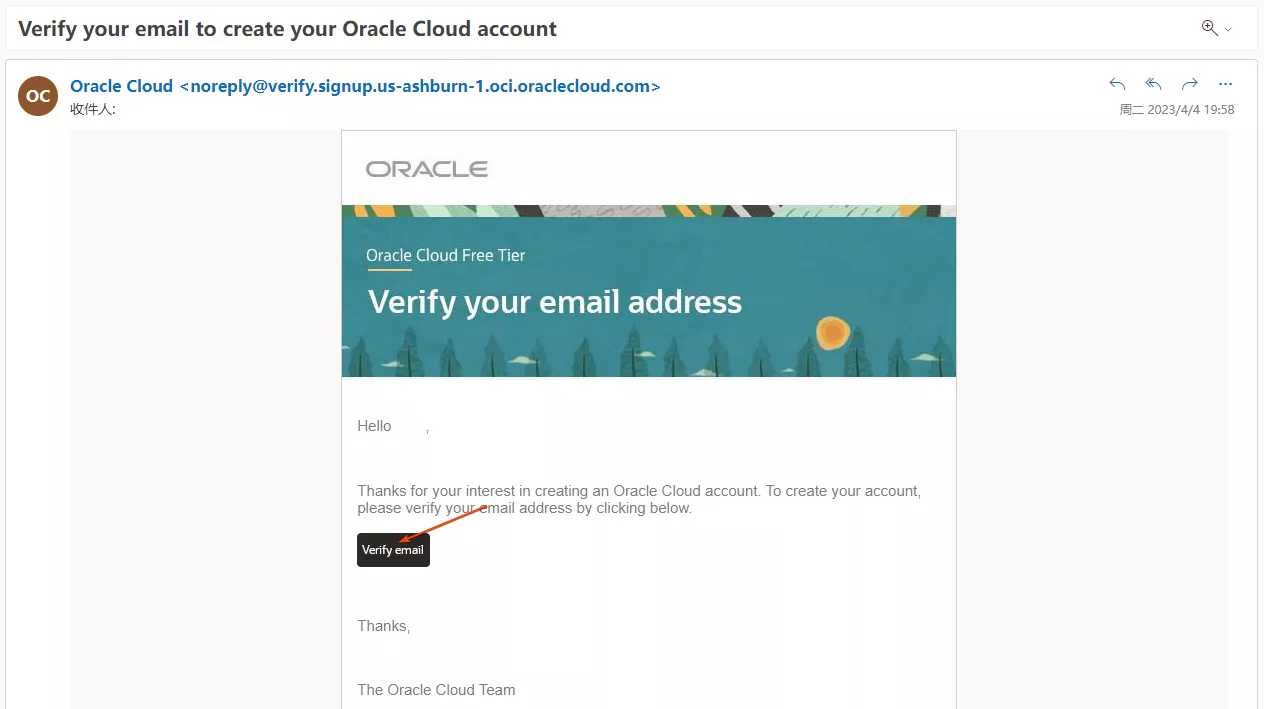 Verify your email to create your Oracle Cloud account
OC
Oracle Cloud <noreply@verify.signup.us-ashburn-1.oci.oraclecloud.com>
收件人:
周二 2023/4/4 19:58
ORACLE
Oracle Cloud Free Tier
Verify your email address
Hello ,
Thanks for your interest in creating an Oracle Cloud account. To create your account,
please verify your email address by clicking below.
Verify email
Thanks,
The Oracle Cloud Team